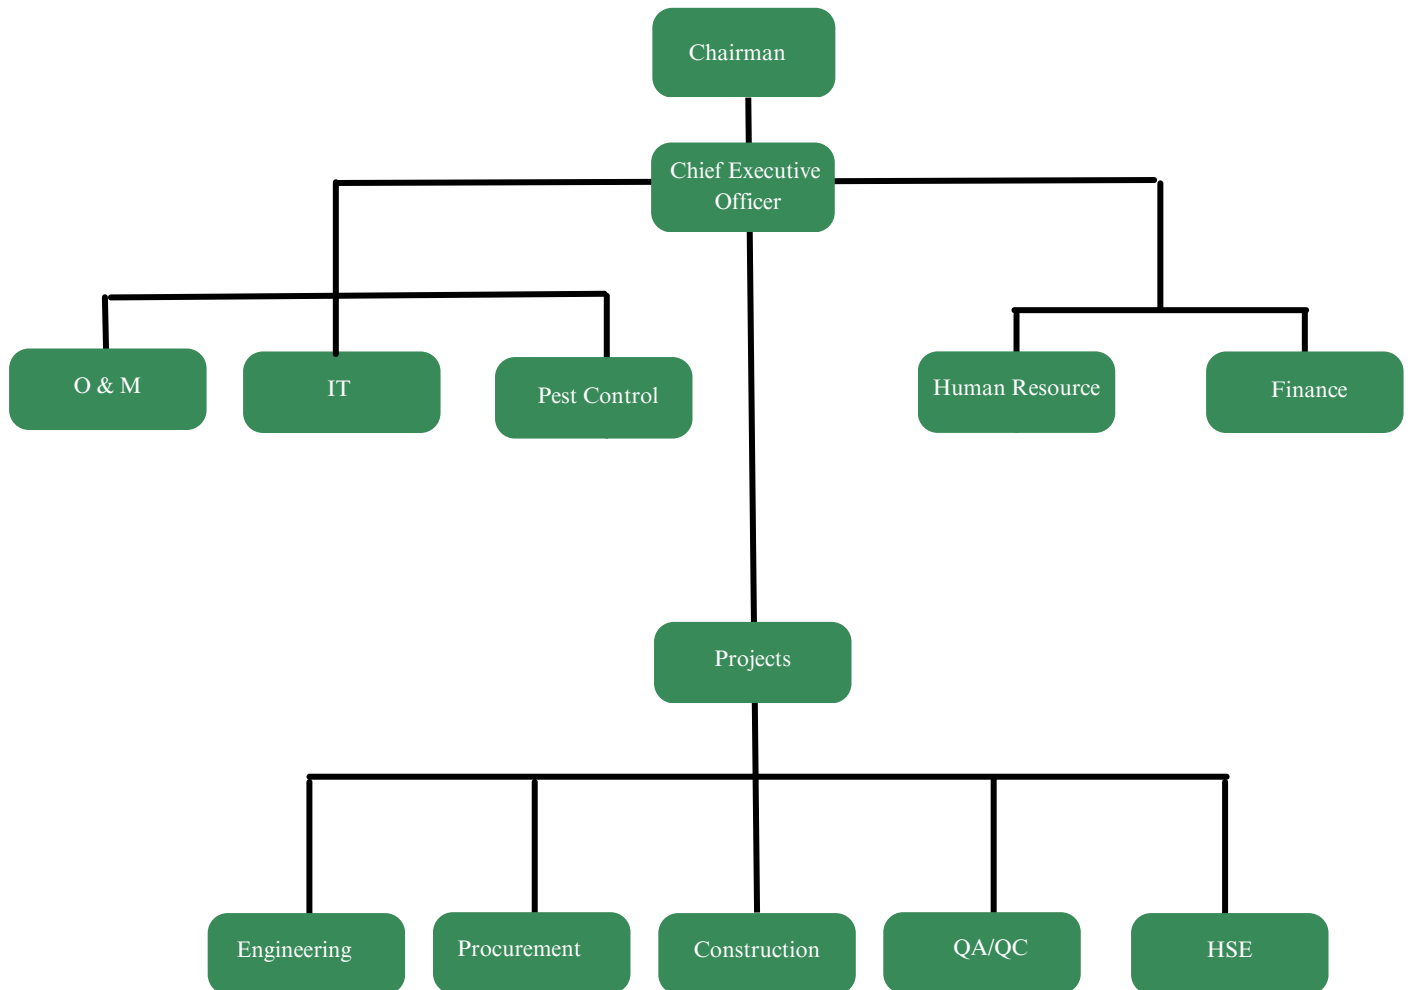 Chairman
Chief Executive
Officer
O & M
IT
Pest Control
Human Resource
Finance
Projects
Engineering
Procurement
Construction
QA/QC
HSE